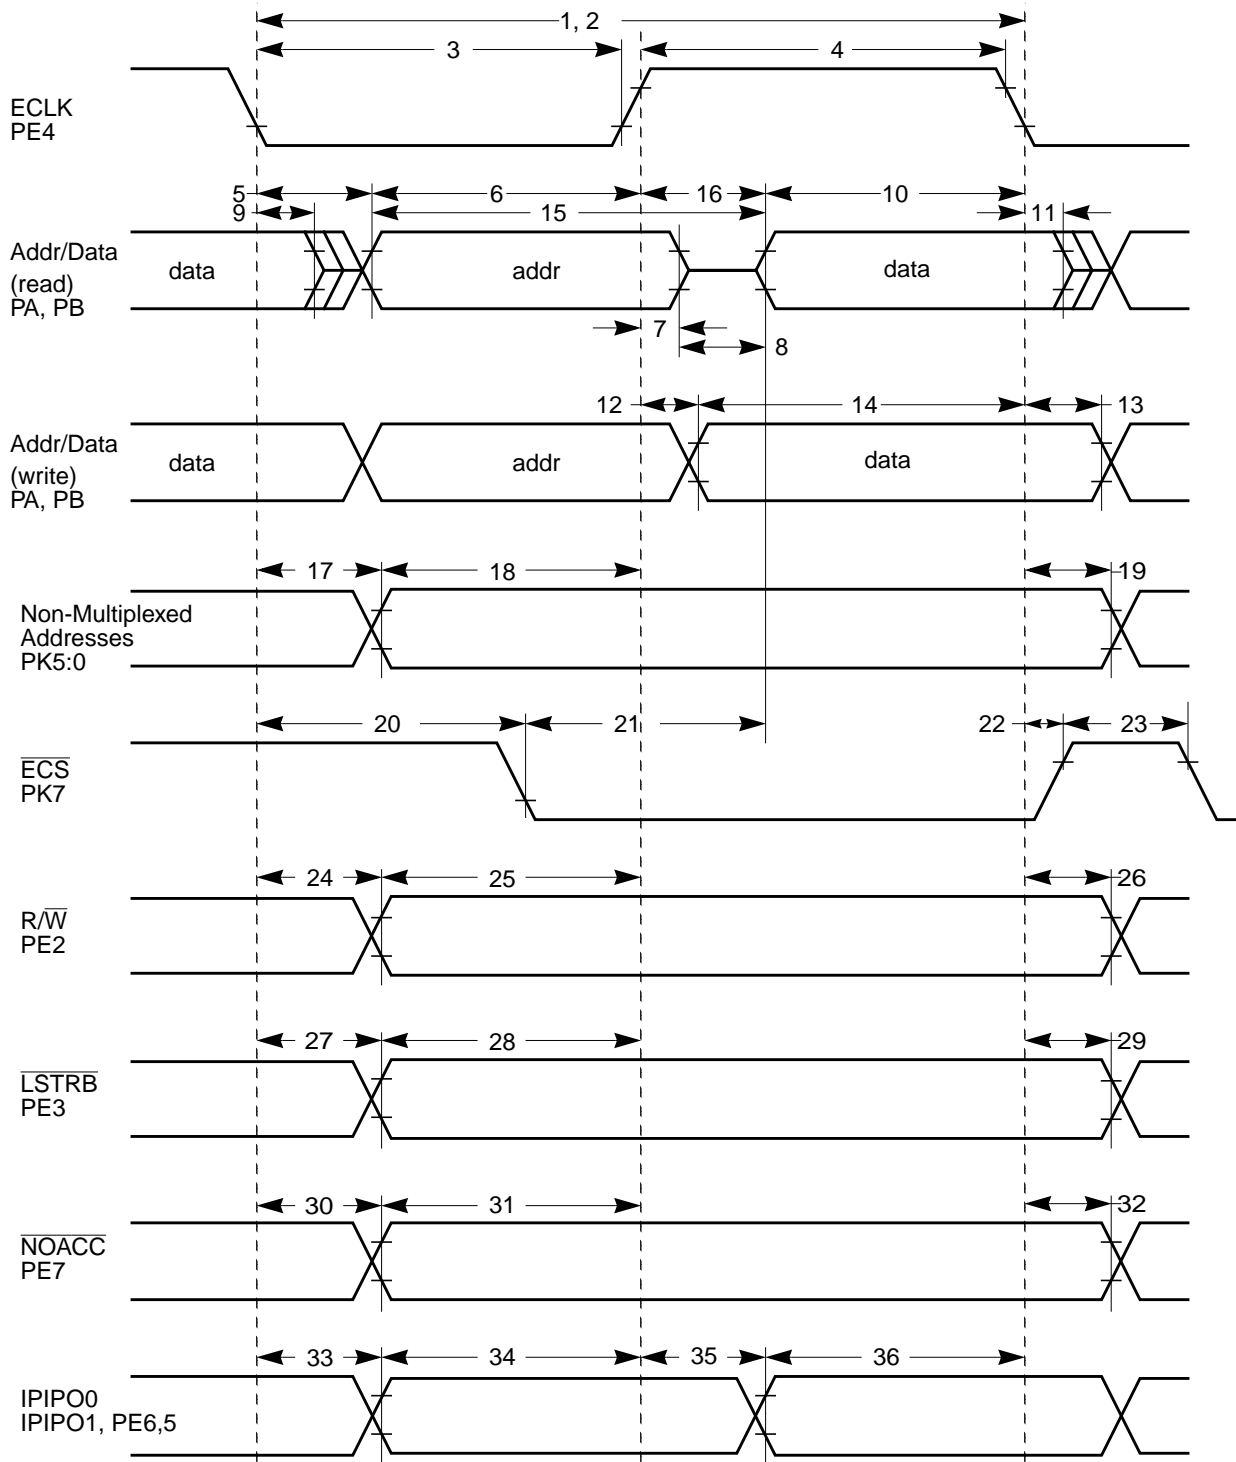 1, 2
3
4
ECLK
PE4
5
6
16
10
9
15
11
Addr/Data
(read)
PA, PB
data
addr
data
7
8
12
14
13
Addr/Data
(write)
PA, PB
data
addr
data
17
18
19
Non-Multiplexed
Addresses
PK5:0
20
21
22
23
ECS
PK7
24
25
26
R/W
PE2
27
28
29
LSTRB
PE3
30
31
32
NOACC
PE7
33
34
35
36
IPIPO0
IPIPO1, PE6,5